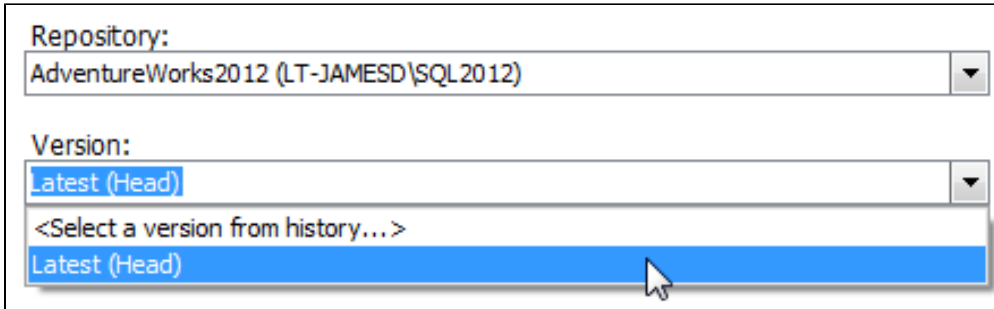 Repository:
AdventureWorks2012 (LT-JAMESD\SQL2012)
Version:
Latest (Head)
<Select a version from history...>
Latest (Head)